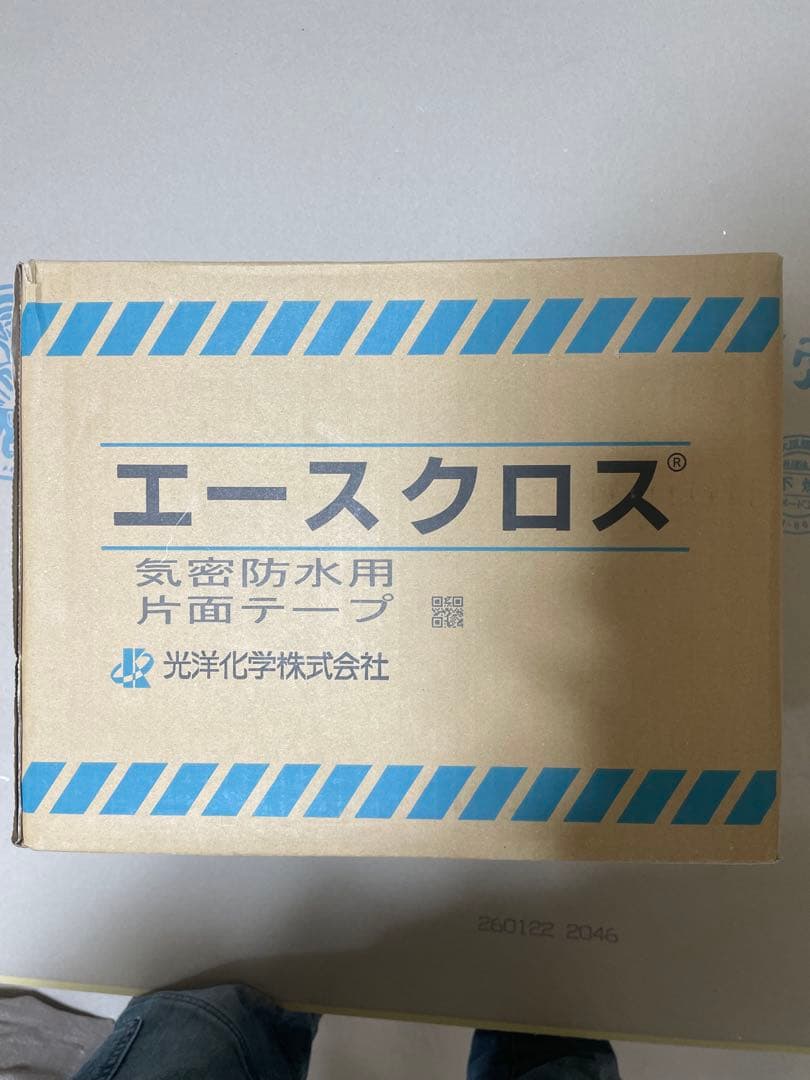 エースクロス®
気密防水用
片面テープ
光洋化学株式会社
260122 2046